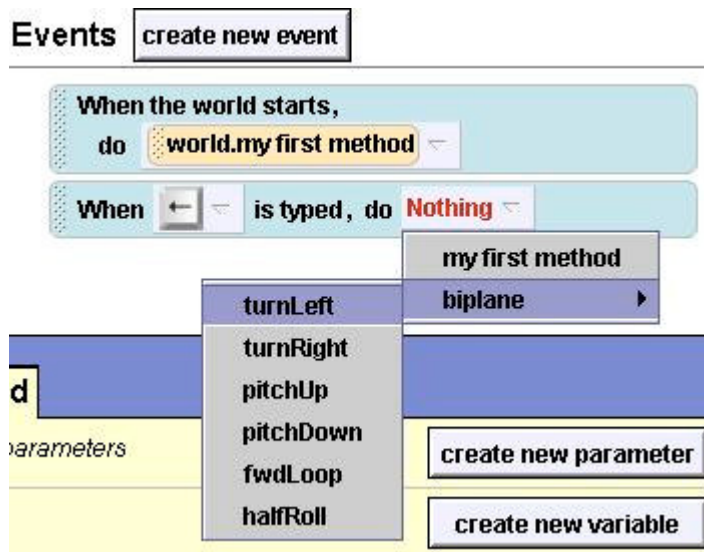 Events create new event
When the world starts,
do world.my first method
When ← is typed, do Nothing
my first method
biplane
turnLeft
turnRight
pitchUp
pitchDown
fwdLoop
halfRoll
d
parameters
create new parameter
create new variable